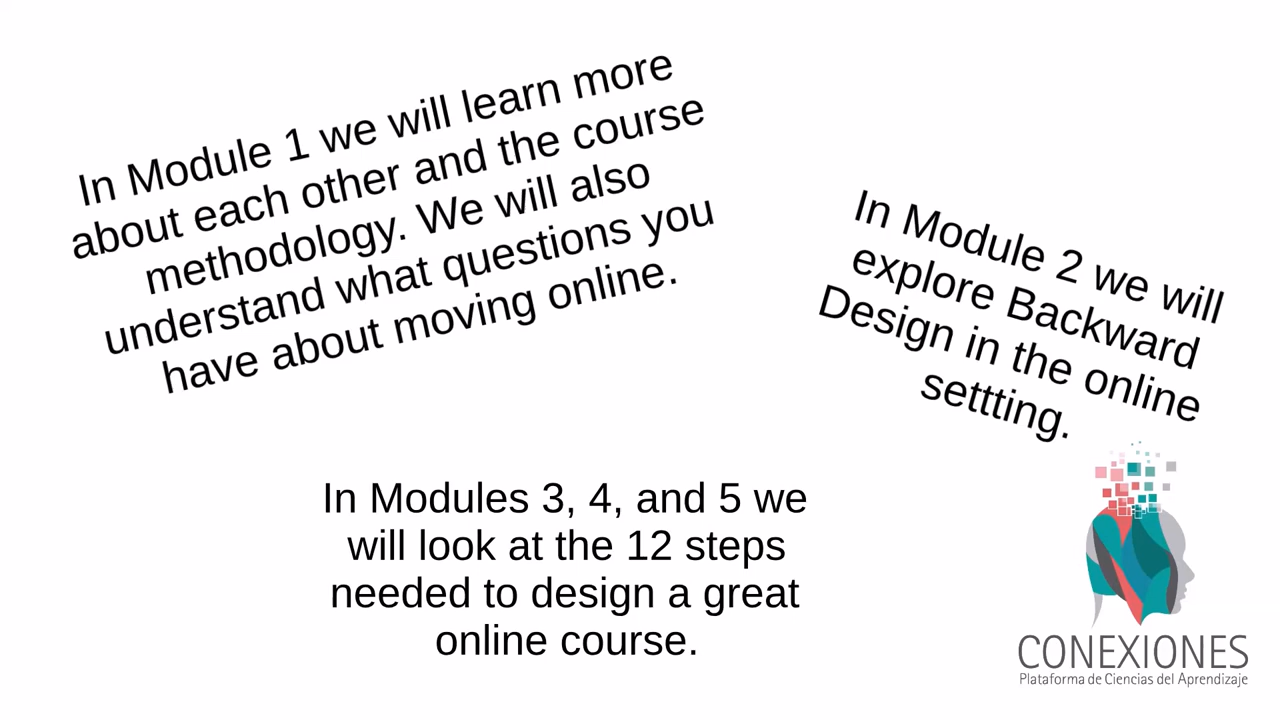 In Module 1 we will learn more
about each other and the course
methodology. We will also
understand what questions you
have about moving online.
In Module 2 we will
explore Backward
Design in the online
settting.
In Modules 3, 4, and 5 we
will look at the 12 steps
needed to design a great
online course.
CONEXIONES
Plataforma de Ciencias del Aprendizaje